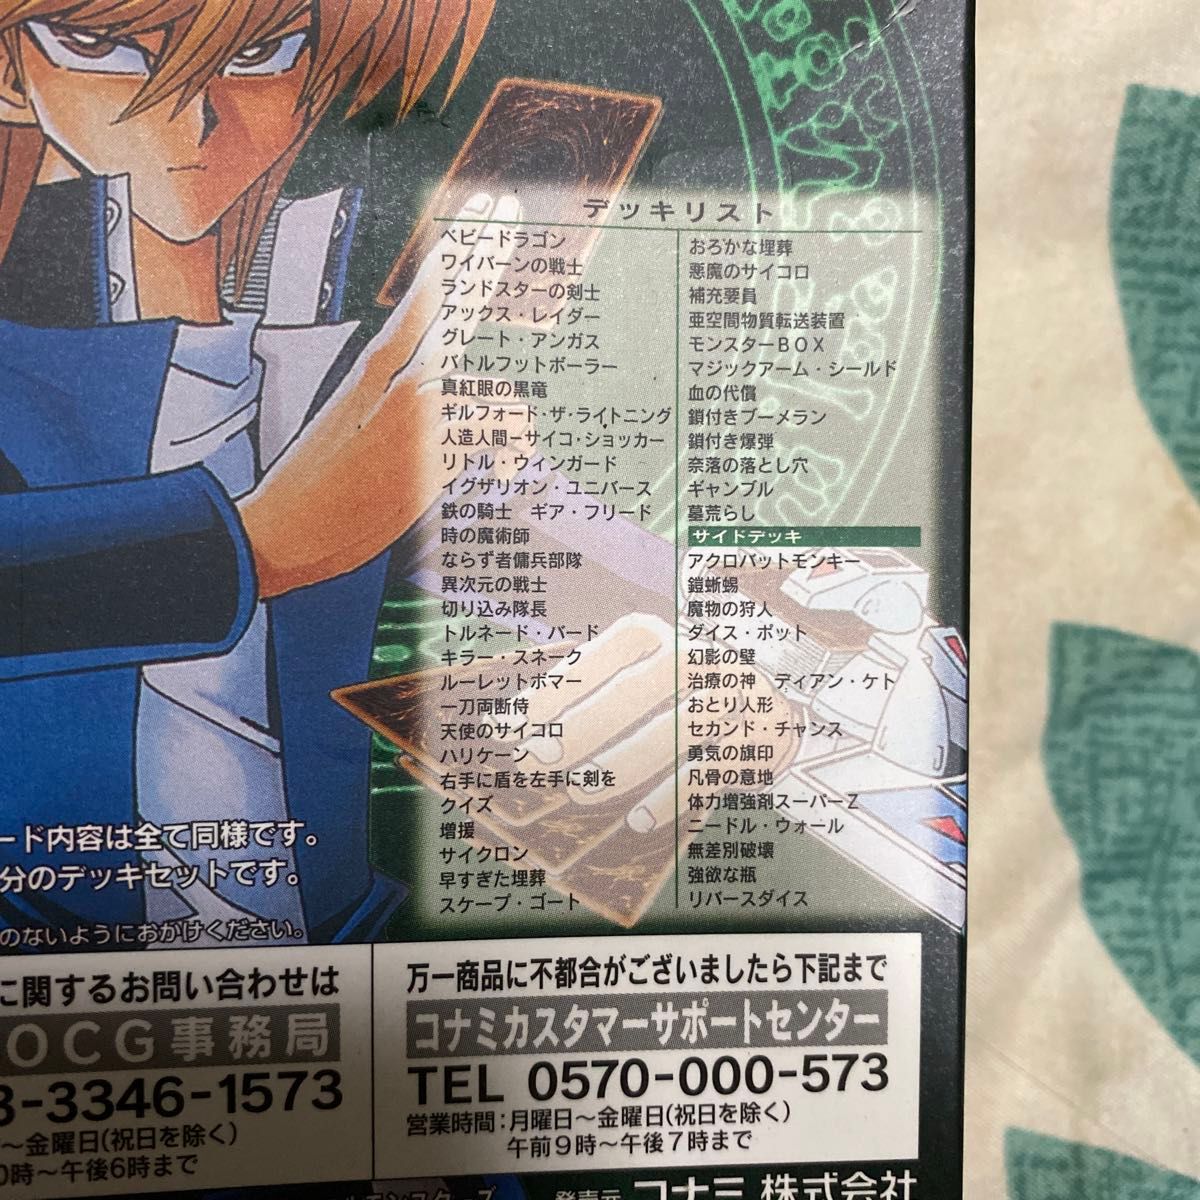 デッキリスト
ベビードラゴン
ワイバーンの戦士
ランドスターの剣士
アックス・レイダー
グレート・アンガス
バトルフットボーラー
真紅眼の黒竜
ギルフォード・ザ・ライトニング
人造人間－サイコ・ショッカー
リトル・ウィンガード
イグザリオン・ユニバース
鉄の騎士　ギア・フリード
時の魔術師
ならず者傭兵部隊
異次元の戦士
切り込み隊長
トルネード・バード
キラー・スネーク
ルーレットボマー
一刀両断侍
天使のサイコロ
ハリケーン
右手に盾を左手に剣を
クイズ
増援
サイクロン
早すぎた埋葬
スケープ・ゴート
おろかな埋葬
悪魔のサイコロ
補充要員
亜空間物質転送装置
モンスターＢＯＸ
マジックアーム・シールド
血の代償
鎖付きブーメラン
鎖付き爆弾
奈落の落とし穴
ギャンブル
墓荒らし
サイドデッキ
アクロバットモンキー
鎧蜥蜴
魔物の狩人
ダイス・ポット
幻影の壁
治療の神　ディアン・ケト
おとり人形
セカンド・チャンス
勇気の旗印
凡骨の意地
体力増強剤スーパーＺ
ニードル・ウォール
無差別破壊
強欲な瓶
リバースダイス
ード内容は全て同様です。
分のデッキセットです。
のないようにおかけください。
に関するお問い合わせは
OCG事務局
3-3346-1573
～金曜日(祝日を除く)
0時～午後6時まで
万一商品に不都合がございましたら下記まで
コナミカスタマーサポートセンター
TEL 0570-000-573
営業時間：月曜日～金曜日(祝日を除く)
午前9時～午後7時まで
発売元 コナミ 株式会社